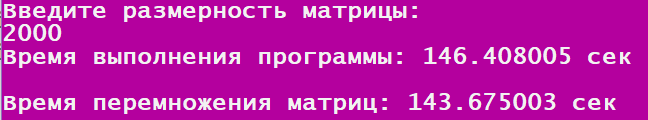 Введите размерность матрицы:
2000
Время выполнения программы: 146.408005 сек
Время перемножения матриц: 143.675003 сек